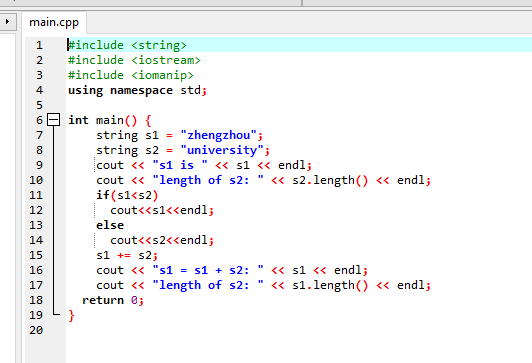 main.cpp
1 #include <string>
2 #include <iostream>
3 #include <iomanip>
4 using namespace std;
5
6 int main() {
7 string s1 = "zhengzhou";
8 string s2 = "university";
9 cout << "s1 is " << s1 << endl;
10 cout << "length of s2: " << s2.length() << endl;
11 if(s1<s2)
12 cout<<s1<<endl;
13 else
14 cout<<s2<<endl;
15 s1 += s2;
16 cout << "s1 = s1 + s2: " << s1 << endl;
17 cout << "length of s2: " << s1.length() << endl;
18 return 0;
19 }
20